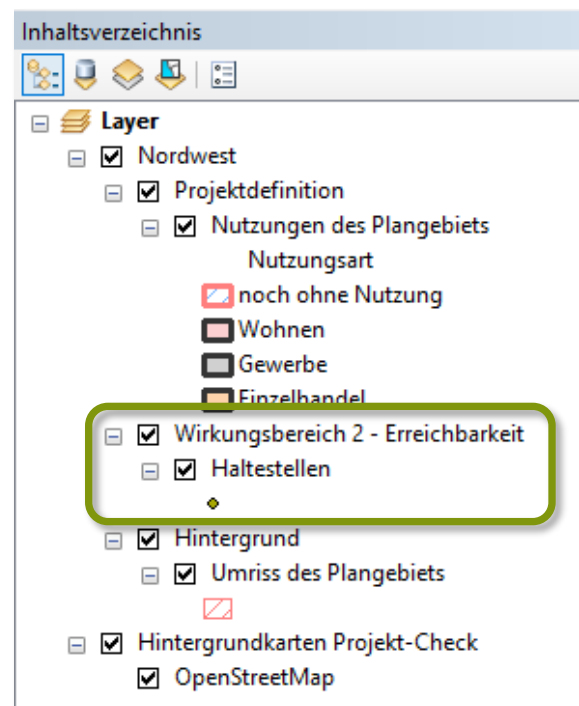 Inhaltsverzeichnis
Layer
Nordwest
Projektdefinition
Nutzungen des Plangebiets
Nutzungsart
noch ohne Nutzung
Wohnen
Gewerbe
Einzelhandel
Wirkungsbereich 2 - Erreichbarkeit
Haltestellen
Hintergrund
Umriss des Plangebiets
Hintergrundkarten Projekt-Check
OpenStreetMap